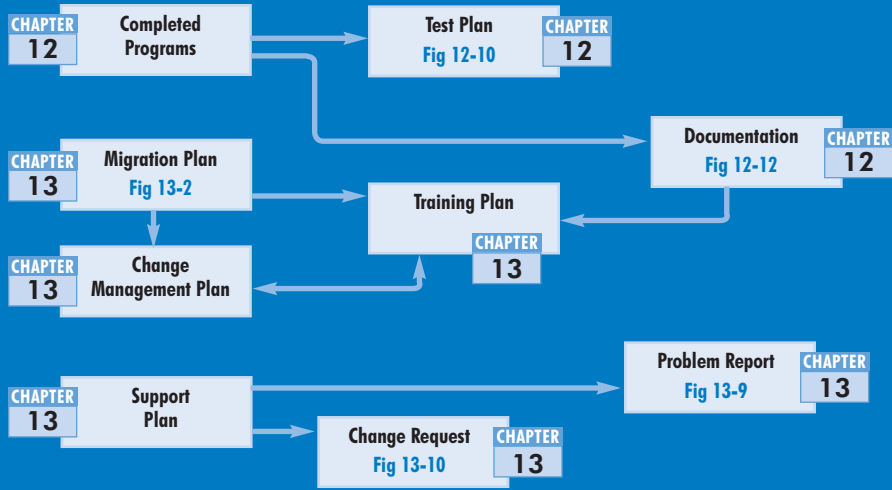 CHAPTER
12
Completed
Programs
Test Plan
Fig 12-10
CHAPTER
12
Documentation
Fig 12-12
CHAPTER
12
CHAPTER
13
Migration Plan
Fig 13-2
Training Plan
CHAPTER
13
CHAPTER
13
Change
Management Plan
Problem Report
Fig 13-9
CHAPTER
13
CHAPTER
13
Support
Plan
Change Request
Fig 13-10
CHAPTER
13